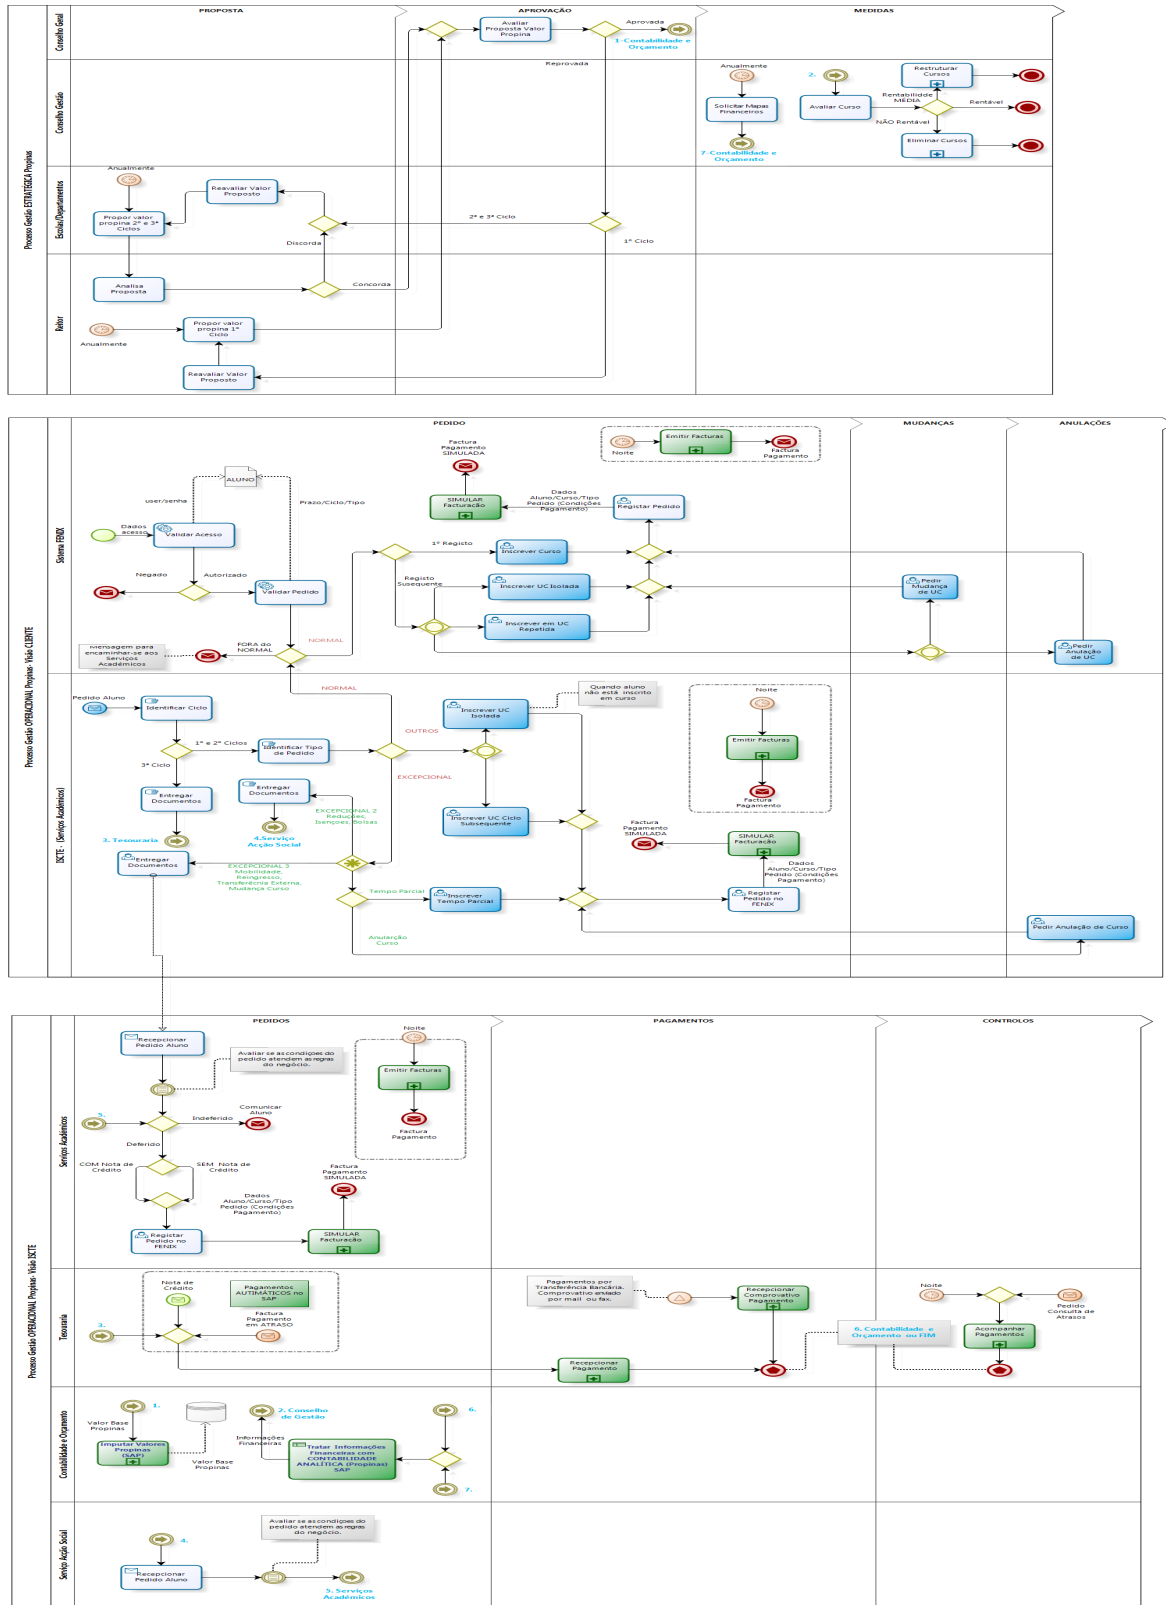 PROPOSTA
APROVAÇÃO
MEDIDAS
Processo Gestão ESTRATÉGICA Propinas
Conselho Geral
Avaliar
Proposta Valor
Propina
Aprovada
1-Contabilidade e
Orçamento
Reprovada
Conselho Gestão
Anualmente
Solicitar Mapas
Financeiros
7-Contabilidade e
Orçamento
2.
Avaliar Curso
Restruturar
Cursos
Rentabilidde
MÉDIA
Rentável
NÃO Rentável
Eliminar Cursos
Escolas/Departamentos
Anualmente
Reavaliar Valor
Proposto
Propor valor
propina 2º e 3º
Ciclos
Discorda
2º e 3º Ciclo
1º Ciclo
Reitor
Analisa
Proposta
Concorda
Propor valor
propina 1º
Ciclo
Anualmente
Reavaliar Valor
Proposto
Processo Gestão OPERACIONAL Propinas- Visão CLIENTE
PEDIDO
MUDANÇAS
ANULAÇÕES
Sistema FENIX
Factura
Pagamento
SIMULADA
Noite
Emitir Facturas
Factura
Pagamento
ALUNO
user/senha
Prazo/Ciclo/Tipo
Dados
acesso
Validar Acesso
Negado
Autorizado
Validar Pedido
SIMULAR
Facturação
Dados
Aluno/Curso/Tipo
Pedido (Condições
Pagamento)
Registar Pedido
1º Registo
Inscrever Curso
Registo
Susequente
Inscrever UC Isolada
Inscrever em UC
Repetida
Pedir
Mudança
de UC
Pedir
Anulação
de UC
Mensagem para
encaminhar-se aos
Serviços
Académicos
FORA do
NORMAL
NORMAL
ISCTE - (Serviços Académicos)
NORMAL
Pedido Aluno
Identificar Ciclo
1º e 2º Ciclos
Identificar Tipo
de Pedido
3º Ciclo
Entregar
Documentos
3. Tesouraria
Entregar
Documentos
4.Serviço
Acção Social
OUTROS
EXCEPCIONAL
Inscrever UC
Isolada
Quando aluno
não está inscrito
em curso
Inscrever UC Ciclo
Subsequente
Noite
Emitir Facturas
Factura
Pagamento
EXCEPCIONAL 2
Reduções,
Isenções, Bolsas
Entregar
Documentos
EXCEPCIONAL 3
Mobilidade,
Reingresso,
Transferêcnia Externa,
Mudança Curso
Factura
Pagamento
SIMULADA
SIMULAR
Facturação
Dados
Aluno/Curso/Tipo
Pedido (Condições
Pagamento)
Tempo Parcial
Inscrever
Tempo Parcial
Registar
Pedido no
FENIX
Anularção
Curso
Pedir Anulação de Curso
Processo Gestão OPERACIONAL Propinas- Visão ISCTE
PEDIDOS
PAGAMENTOS
CONTROLOS
Serviços Académicos
Recepcionar
Pedido Aluno
Avaliar se as condições do
pedido atendem as regras
do negócio.
Noite
Emitir Facturas
Factura
Pagamento
5.
Indeferido
Comunicar
Aluno
Deferido
COM Nota de
Crédito
SEM Nota de
Crédito
Factura
Pagamento
SIMULADA
Dados
Aluno/Curso/Tipo
Pedido (Condições
Pagamento)
Registar
Pedido no
FENIX
SIMULAR
Facturação
Tesouraria
Nota de
Crédito
Pagamentos
AUTIMÁTICOS no
SAP
Factura
Pagamento
em ATRASO
3.
Pagamentos por
Transferência Bancária.
Comprovativo enviado
por mail ou fax.
Recepcionar
Comprovativo
Pagamento
Recepcionar
Pagamento
6. Contabilidade e
Orçamento ou FIM
Noite
Pedido
Consulta de
Atrasos
Acompanhar
Pagamentos
Contabilidade e Orçamento
1.
Valor Base
Propinas
Imputar Valores
Propinas
(SAP)
Valor Base
Propinas
2. Conselho
de Gestão
Informações
Financeiras
Tratar Informações
Financeiras com
CONTABILIDADE
ANALÍTICA (Propinas)
SAP
6.
7.
Serviço Acção Social
4.
Recepcionar
Pedido Aluno
Avaliar se as condições do
pedido atendem as regras
do negócio.
5. Serviços
Académicos